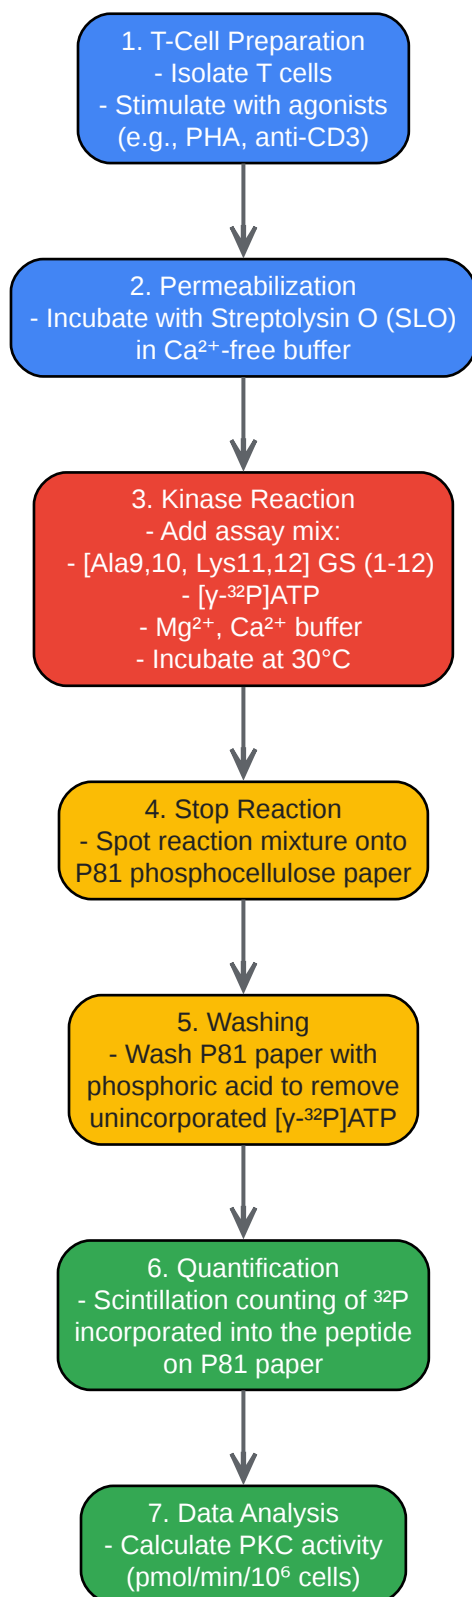 1. T-Cell Preparation
- Isolate T cells
- Stimulate with agonists
(e.g., PHA, anti-CD3)
2. Permeabilization
- Incubate with Streptolysin O (SLO)
in Ca²⁺-free buffer
3. Kinase Reaction
- Add assay mix:
- [Ala9,10, Lys11,12] GS (1-12)
- [γ-³²P]ATP
- Mg²⁺, Ca²⁺ buffer
- Incubate at 30°C
4. Stop Reaction
- Spot reaction mixture onto
P81 phosphocellulose paper
5. Washing
- Wash P81 paper with
phosphoric acid to remove
unincorporated [γ-³²P]ATP
6. Quantification
- Scintillation counting of ³²P
incorporated into the peptide
on P81 paper
7. Data Analysis
- Calculate PKC activity
(pmol/min/10⁶ cells)